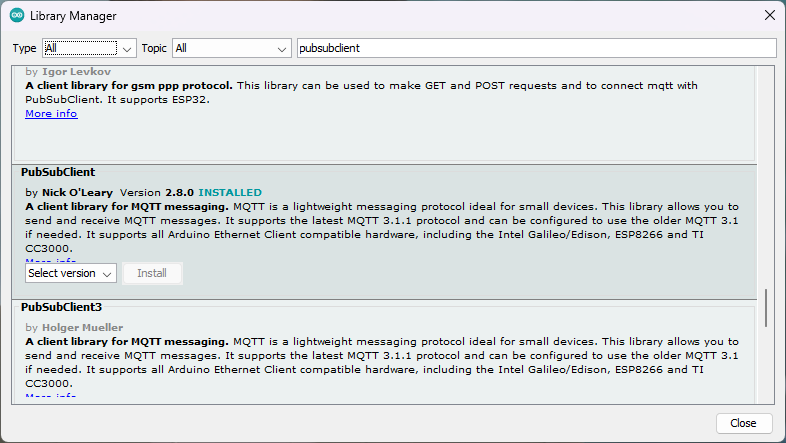 Library Manager
Type All Topic All pubsubclient
by Igor Levkov
A client library for gsm ppp protocol. This library can be used to make GET and POST requests and to connect mqtt with
PubSubClient. It supports ESP32.
More info
PubSubClient
by Nick O'Leary Version 2.8.0 INSTALLED
A client library for MQTT messaging. MQTT is a lightweight messaging protocol ideal for small devices. This library allows you to
send and receive MQTT messages. It supports the latest MQTT 3.1.1 protocol and can be configured to use the older MQTT 3.1
if needed. It supports all Arduino Ethernet Client compatible hardware, including the Intel Galileo/Edison, ESP8266 and TI
CC3000.
More info
Select version Install
PubSubClient3
by Holger Mueller
A client library for MQTT messaging. MQTT is a lightweight messaging protocol ideal for small devices. This library allows you to
send and receive MQTT messages. It supports the latest MQTT 3.1.1 protocol and can be configured to use the older MQTT 3.1
if needed. It supports all Arduino Ethernet Client compatible hardware, including the Intel Galileo/Edison, ESP8266 and TI
CC3000.
More info
Close